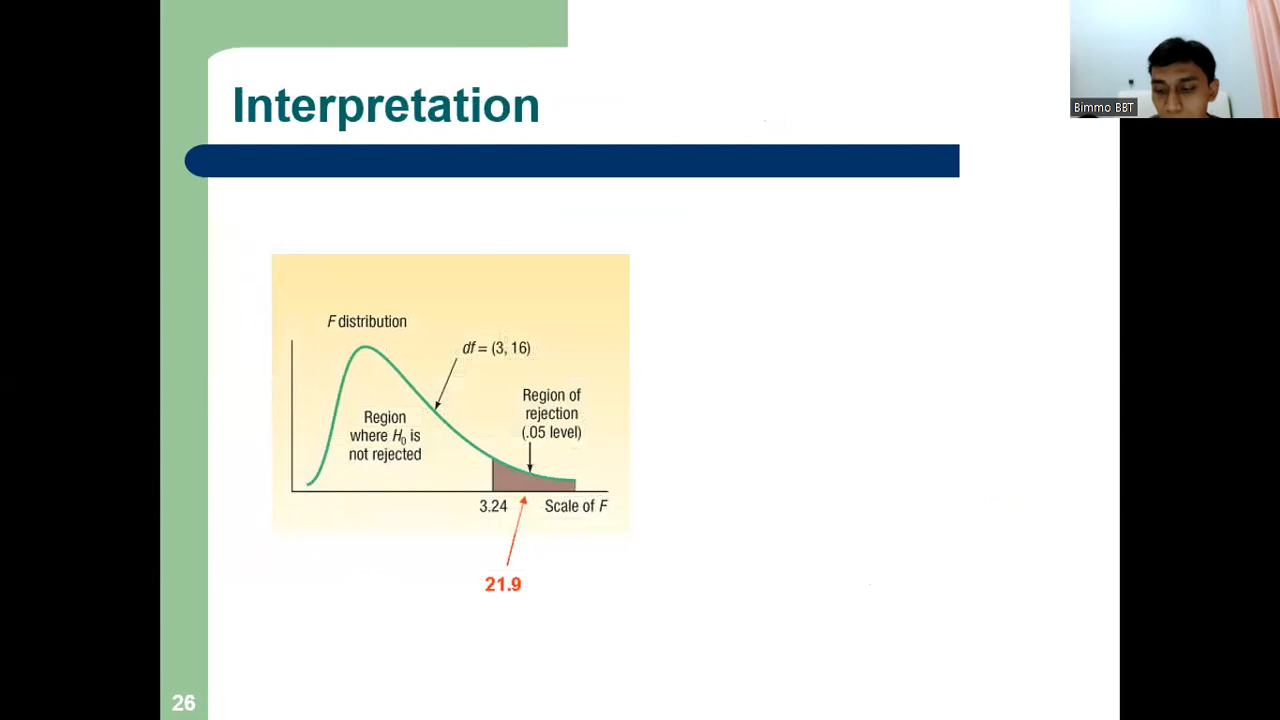 Interpretation
Bimmo BBT
F distribution
df = (3, 16)
Region of
rejection
(.05 level)
Region
where H₀ is
not rejected
3.24
Scale of F
21.9
26